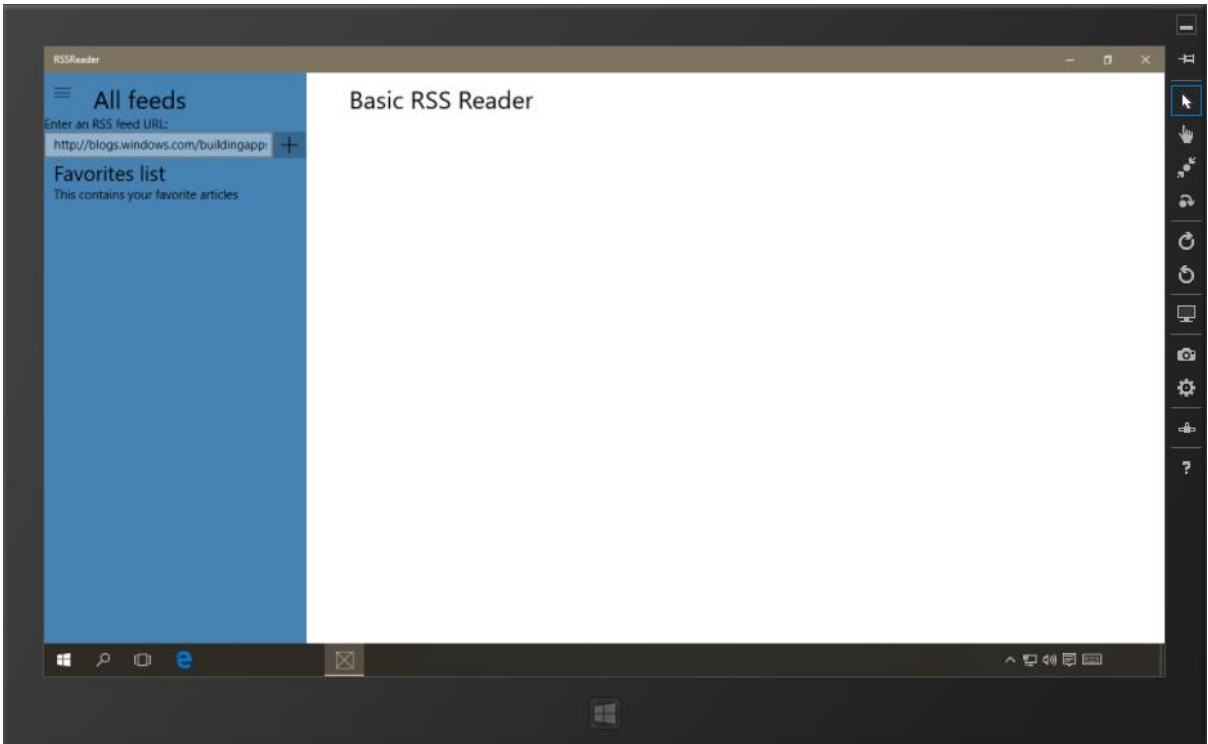 RSSReader
All feeds
Basic RSS Reader
Enter an RSS feed URL:
http://blogs.windows.com/buildingapp
Favorites list
This contains your favorite articles
?